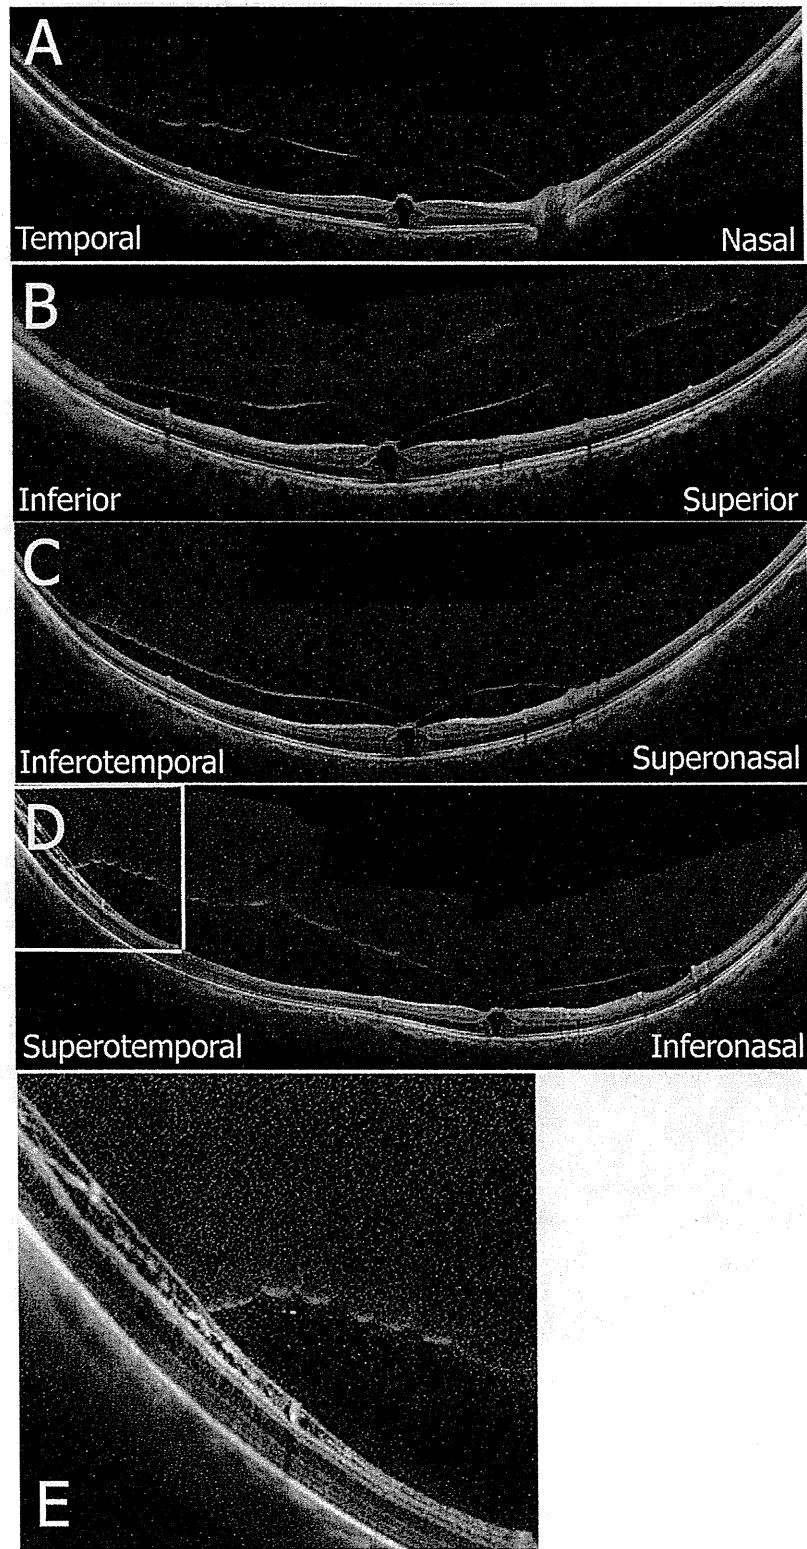 A
Temporal
Nasal
B
Inferior
Superior
C
Inferotemporal
Superonasal
D
Superotemporal
Inferonasal
E